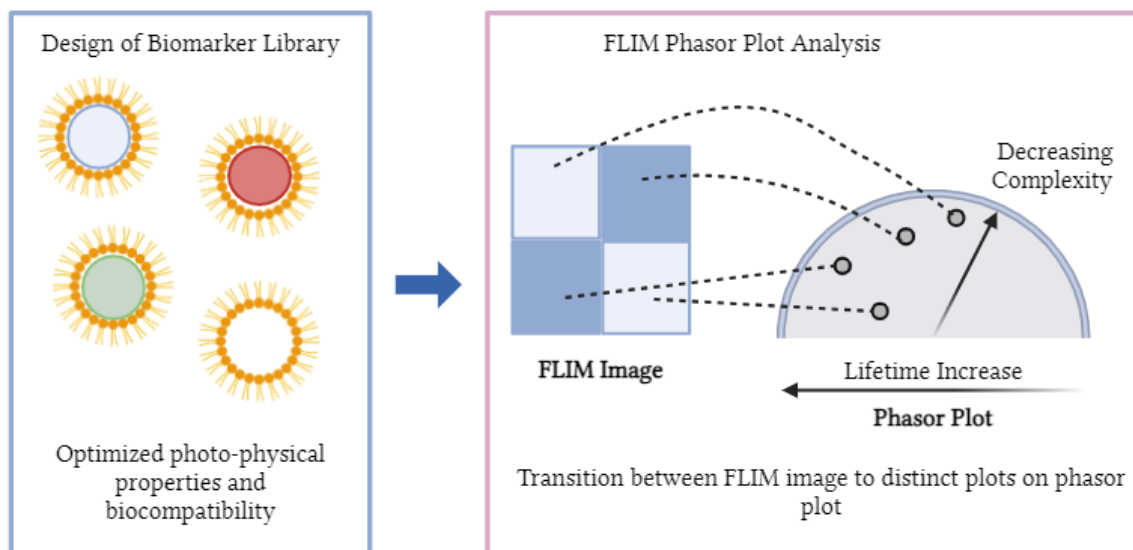 Design of Biomarker Library
Optimized photo-physical
properties and
biocompatibility
FLIM Phasor Plot Analysis
Decreasing
Complexity
FLIM Image
Lifetime Increase
Phasor Plot
Transition between FLIM image to distinct plots on phasor
plot